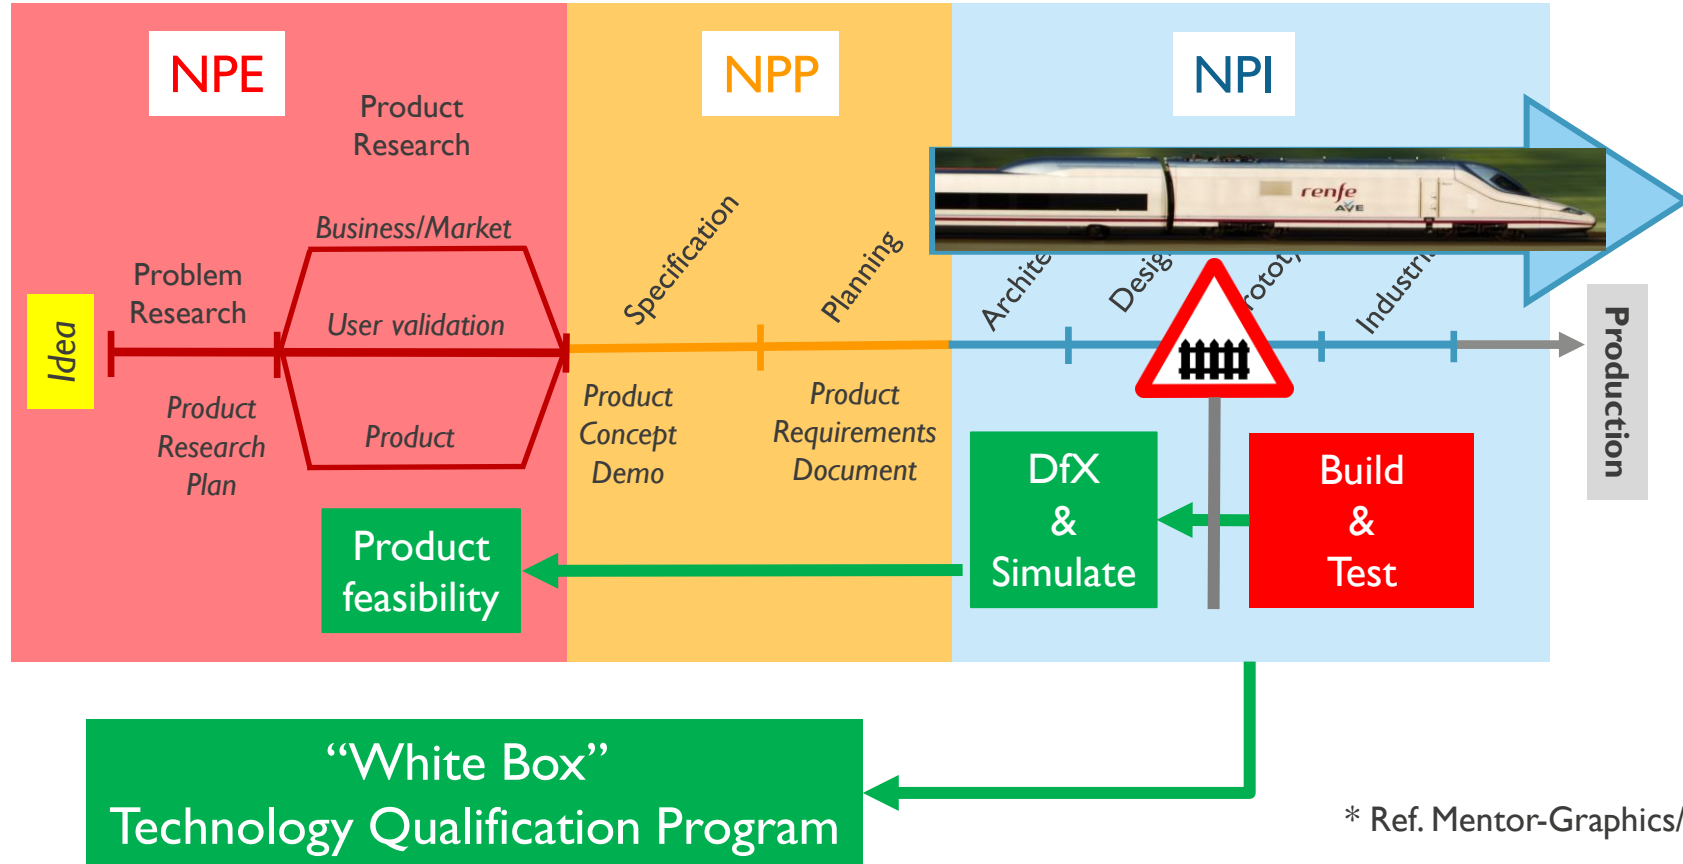 NPE
NPP
NPI
Product
Research
renfe
AVE
Business/Market
Specification
Planning
Problem
Research
Idea
User validation
Production
Product
Research
Plan
Product
Product
Concept
Demo
Product
Requirements
Document
DfX
&
Simulate
Build
&
Test
Product
feasibility
“White Box”
Technology Qualification Program
* Ref. Mentor-Graphics/